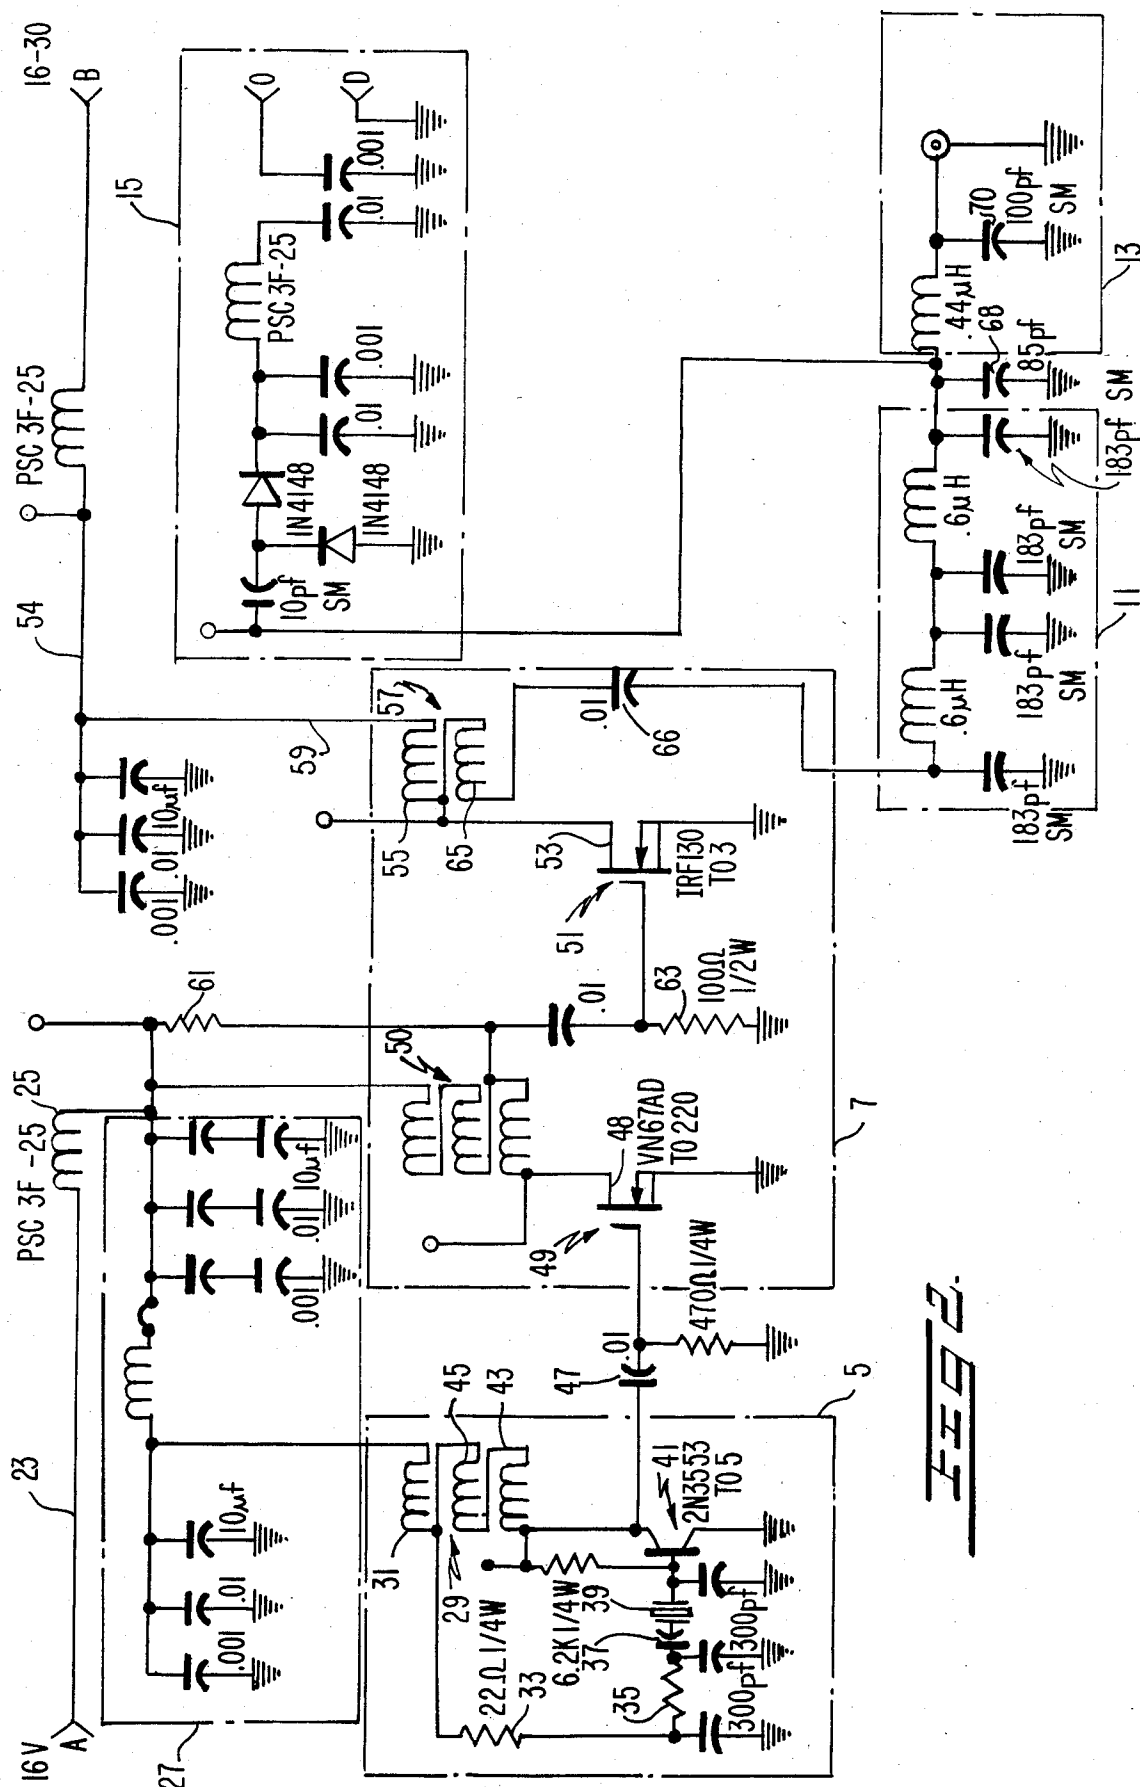 16-30
B
PSC 3F-25
54
15
O
D
.001
.01
PSC 3F-25
.001
.01
1N4148
1N4148
10pf
SM
.001
.01
10µf
59
57
55
65
.01
66
53
51
IRF130
TO3
61
50
.01
63
100Ω
1/2W
48
VN67AD
TO220
49
7
PSC 3F-25
25
10µf
.01
.001
23
16V
A
27
10µf
.01
.001
31
29
45
43
47
.01
470Ω 1/4W
5
41
2N3553
TO5
22Ω 1/4W
33
6.2K 1/4W
39
37
35
300pf
300pf
13
70
100pf
SM
.44µH
68
85pf
SM
183pf
.6µH
183pf
SM
183pf
SM
.6µH
183pf
SM
11
FIG 2.